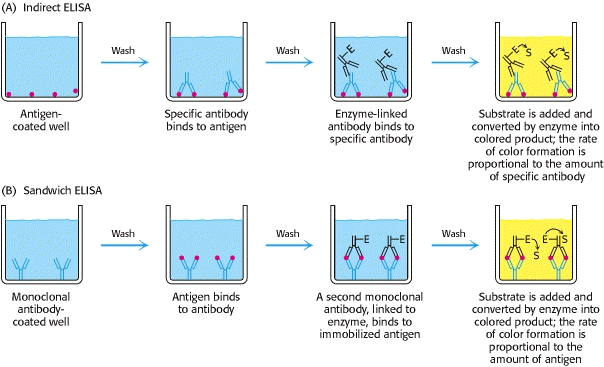 (A) Indirect ELISA
Wash
Wash
Wash
E
E
E
S
E
S
Antigen-
coated well
Specific antibody
binds to antigen
Enzyme-linked
antibody binds to
specific antibody
Substrate is added and
converted by enzyme into
colored product; the rate
of color formation is
proportional to the amount
of specific antibody
(B) Sandwich ELISA
Wash
Wash
Wash
E
E
E
S
E
S
Monoclonal
antibody-
coated well
Antigen binds
to antibody
A second monoclonal
antibody, linked to
enzyme, binds to
immobilized antigen
Substrate is added and
converted by enzyme into
colored product; the rate
of color formation is
proportional to the
amount of antigen